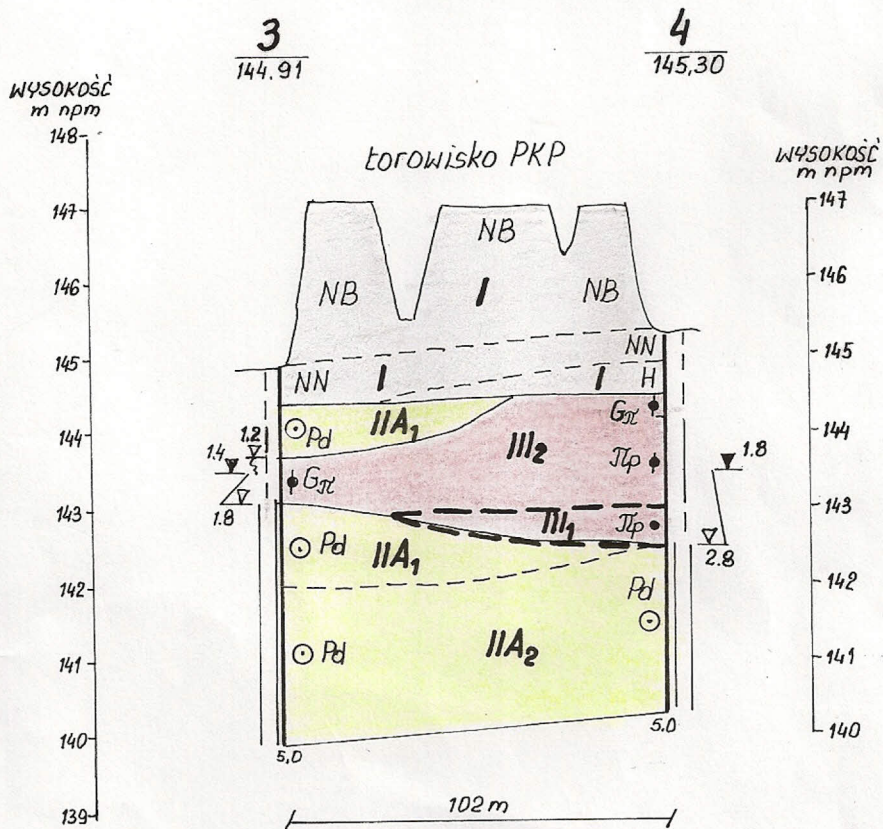 3
144.91
4
145,30
WYSOKOŚĆ
m npm
WYSOKOŚĆ
m npm
torowisko PKP
148
147
146
145
144
143
142
141
140
139
147
146
145
144
143
142
141
140
NB
NB
I
NB
NN
NN
I
I
H
Pd
IIA₁
Gπ
III₂
πp
Gπ
III₁
πp
1.2
1.4
1.8
1.8
2.8
Pd
IIA₁
Pd
Pd
IIA₂
5,0
5.0
102 m